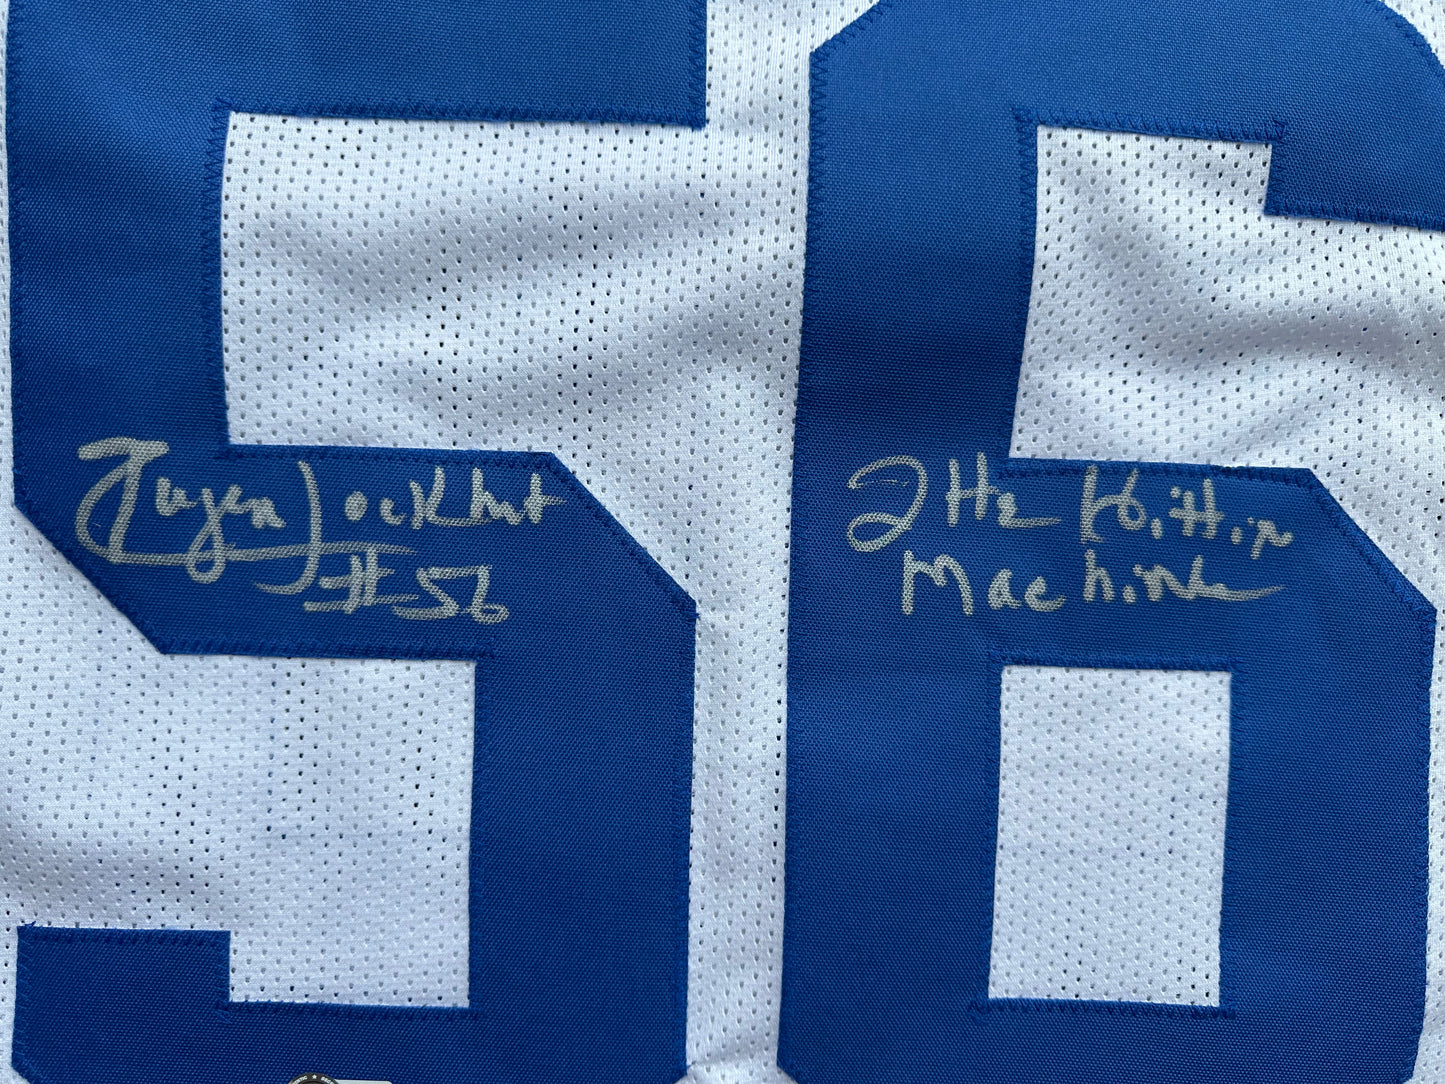 56
Eugene Lockhart
#56
The Hittin
Machine